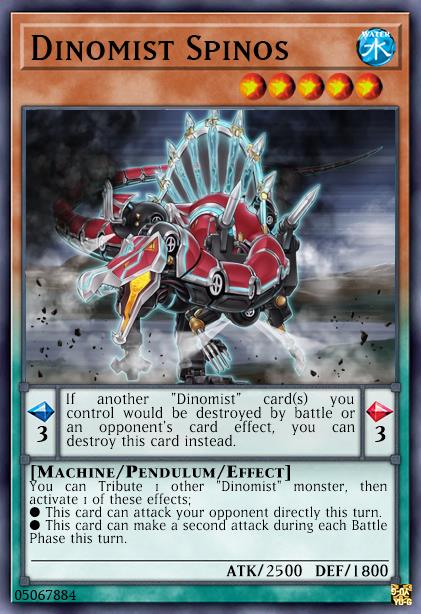 DINOMIST SPINOS
WATER
水
If another "Dinomist" card(s) you
control would be destroyed by battle or
an opponent's card effect, you can
destroy this card instead.
3
3
[MACHINE/PENDULUM/EFFECT]
You can Tribute 1 other "Dinomist" monster, then
activate 1 of these effects;
● This card can attack your opponent directly this turn.
● This card can make a second attack during each Battle
Phase this turn.
ATK/2500 DEF/1800
05067884